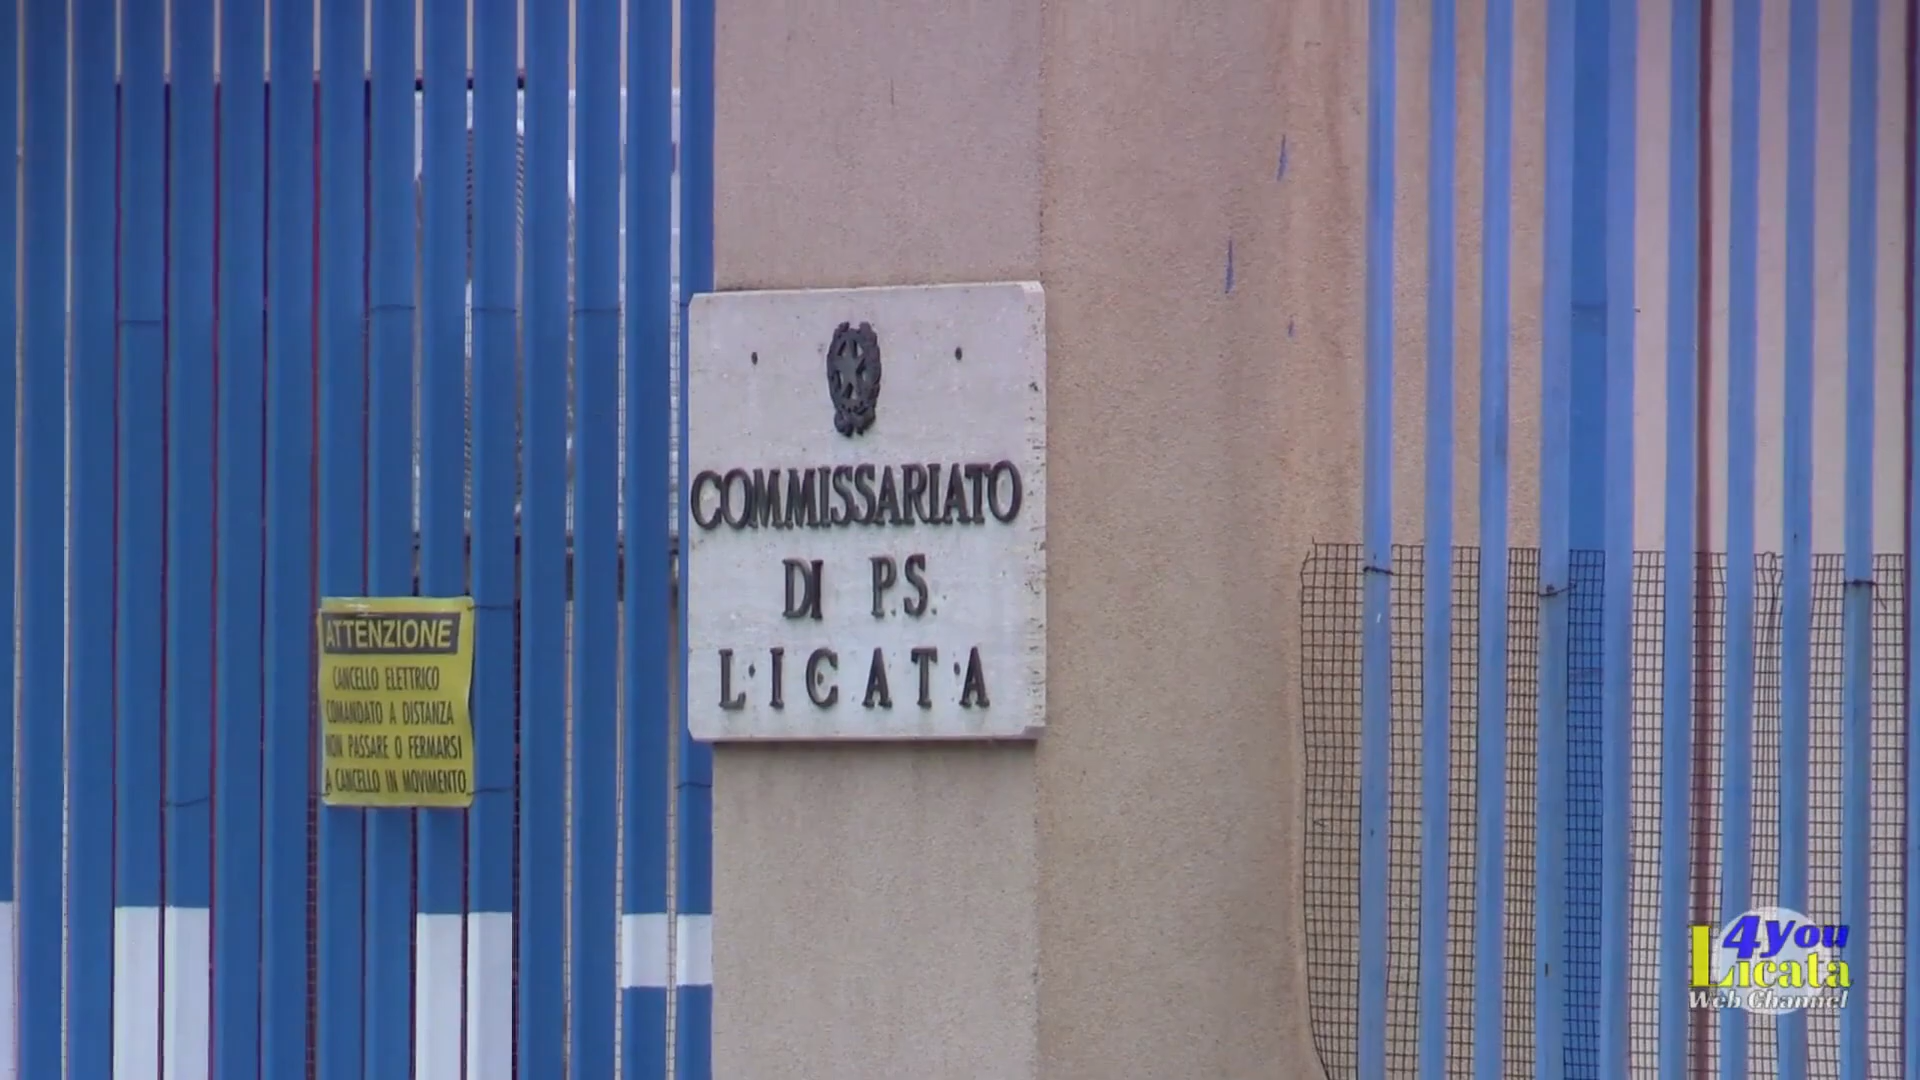 COMMISSARIATO
DI P.S.
LICATA
ATTENZIONE
CANCELLO ELETTRICO
COMANDATO A DISTANZA
NON PASSARE O FERMARSI
A CANCELLO IN MOVIMENTO
4you
Licata
Web Channel